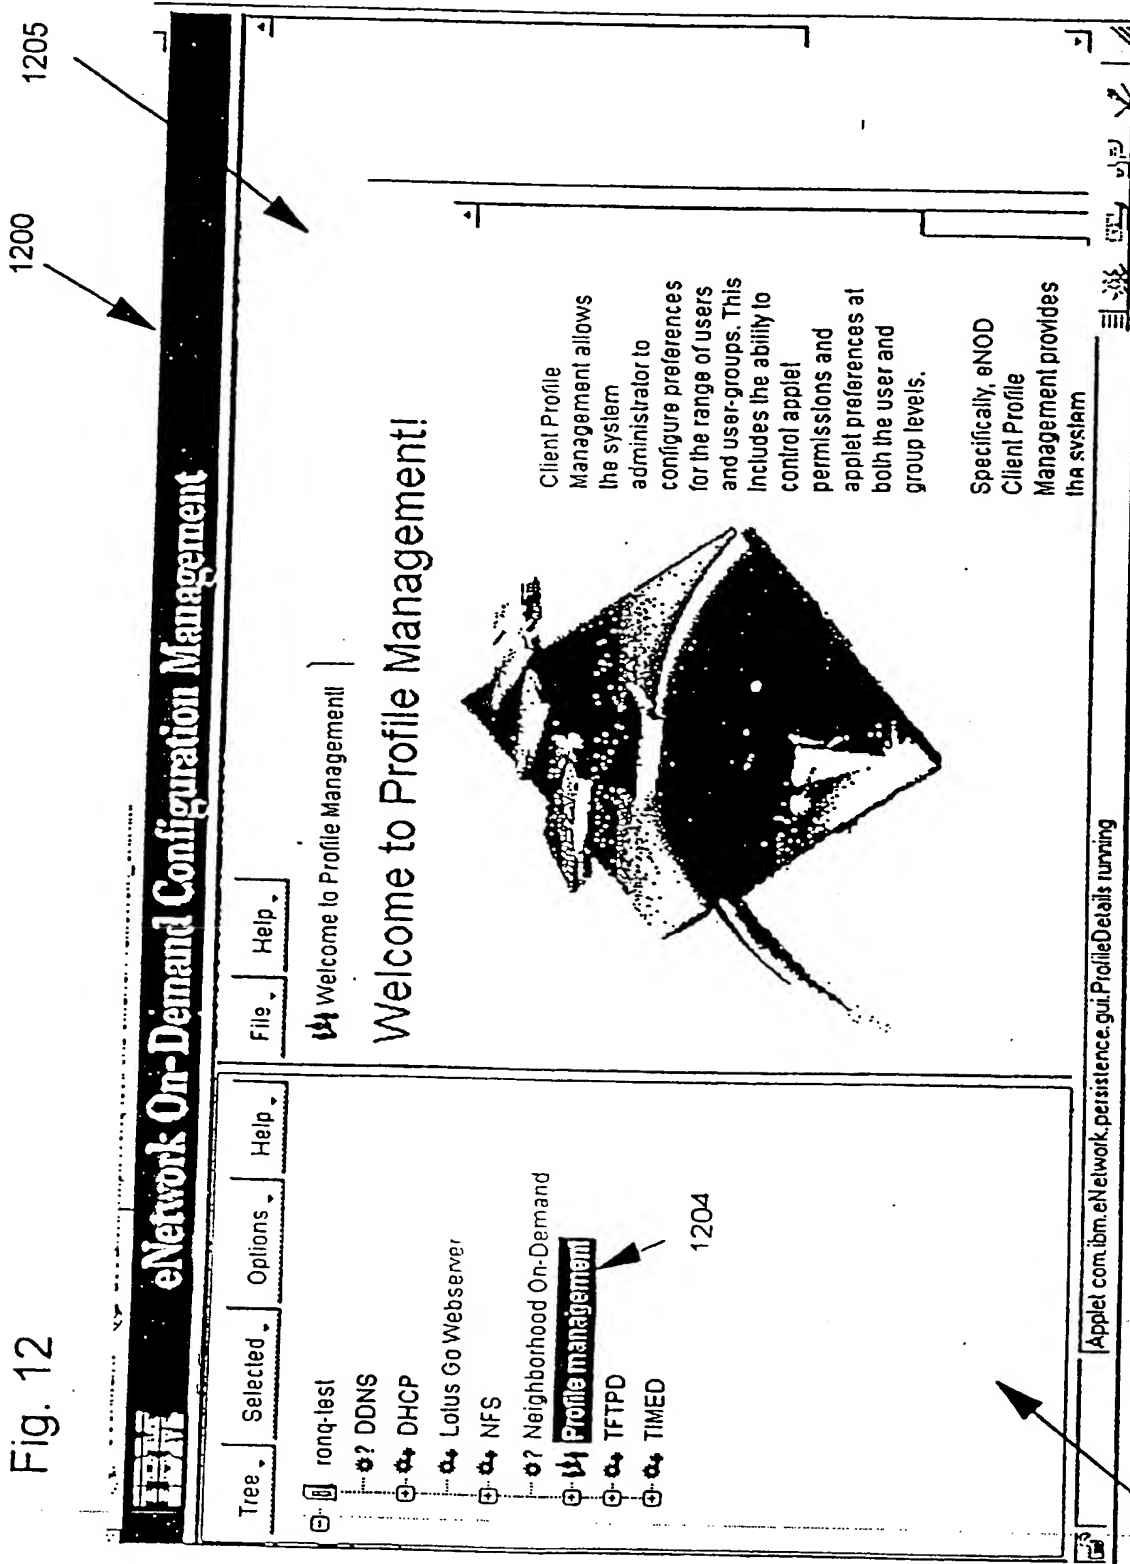 Fig. 12
1200
1205
IBM
eNetwork On-Demand Configuration Management
Tree
Selected
Options
Help
File
Help
ronq-test
? DDNS
DHCP
Lotus Go Webserver
NFS
? Neighborhood On-Demand
Profile management
TFTPD
TIMED
1204
Welcome to Profile Management!
Welcome to Profile Management!
Client Profile
Management allows
the system
administrator to
configure preferences
for the range of users
and user-groups. This
includes the ability to
control applet
permissions and
applet preferences at
both the user and
group levels.
Specifically, eNOD
Client Profile
Management provides
the system
Applet com.ibm.eNetwork.persistence.gui.ProfileDetails running